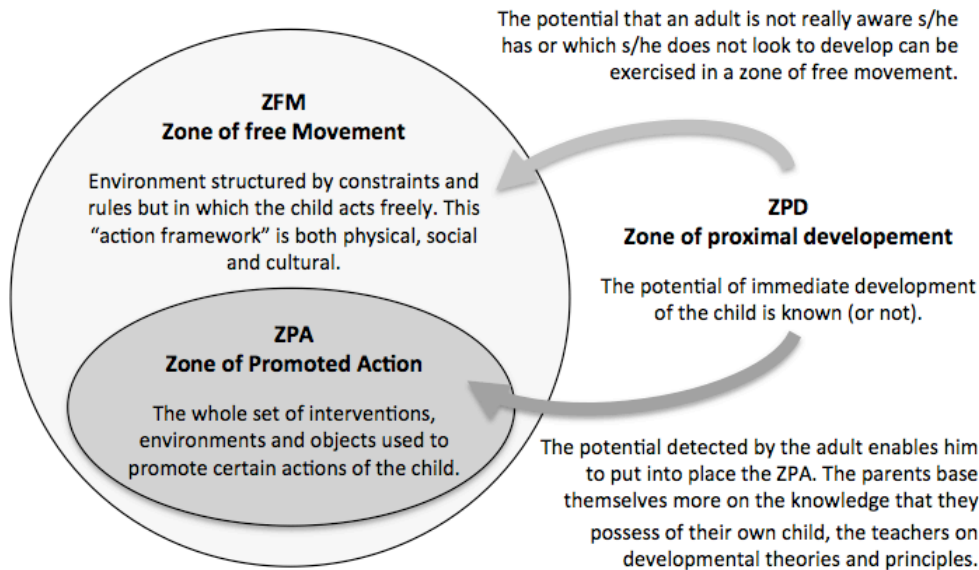 The potential that an adult is not really aware s/he
has or which s/he does not look to develop can be
exercised in a zone of free movement.
ZFM
Zone of free Movement
Environment structured by constraints and
rules but in which the child acts freely. This
“action framework” is both physical, social
and cultural.
ZPD
Zone of proximal developement
The potential of immediate development
of the child is known (or not).
ZPA
Zone of Promoted Action
The whole set of interventions,
environments and objects used to
promote certain actions of the child.
The potential detected by the adult enables him
to put into place the ZPA. The parents base
themselves more on the knowledge that they
possess of their own child, the teachers on
developmental theories and principles.